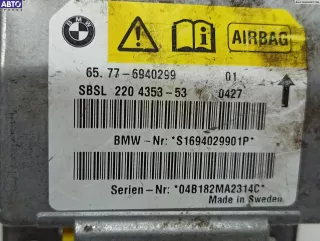 BMW
AIRBAG
65. 77- 6940299 01
SBSL 220 4353-53 0427
BMW-Nr: *S1694029901P*
Serien-Nr: *04B182MA2314C*
Made in Sweden